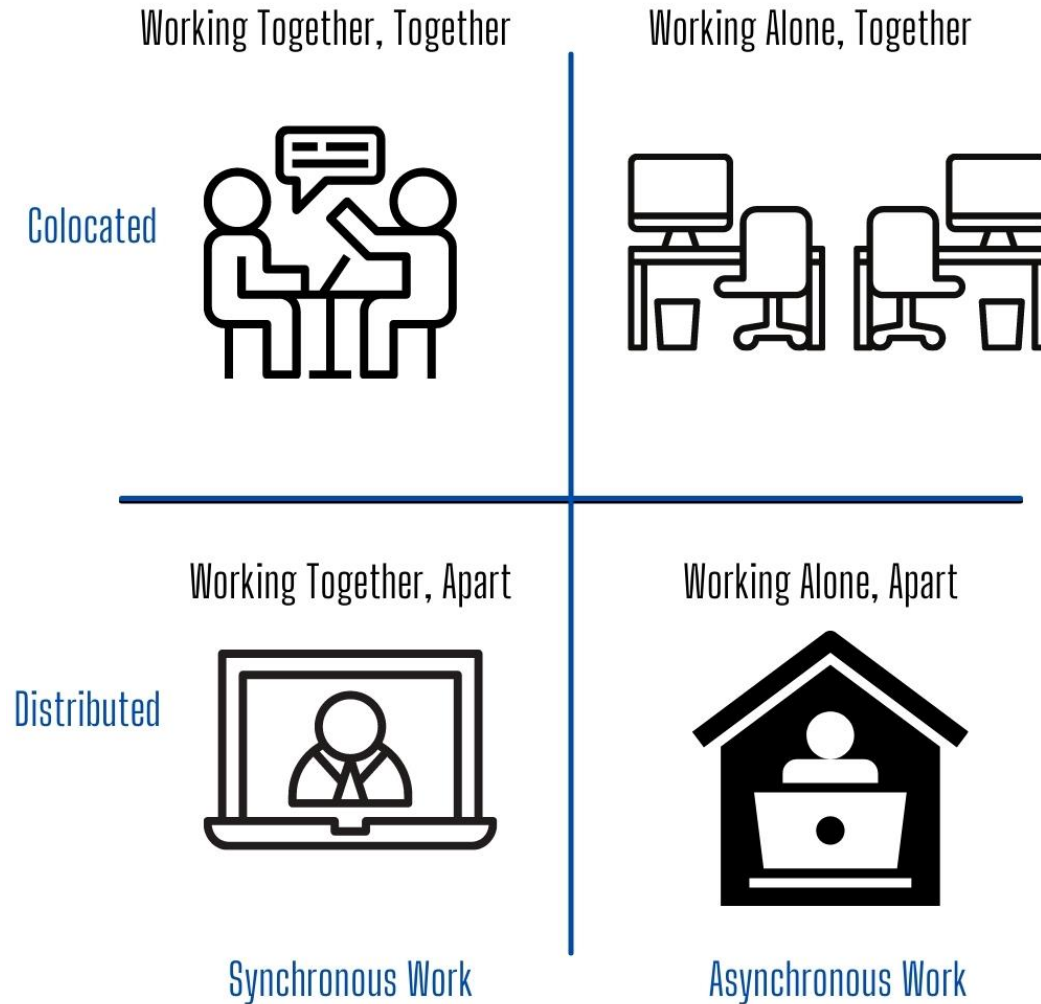 Working Together, Together
Working Alone, Together
Colocated
Working Together, Apart
Working Alone, Apart
Distributed
Synchronous Work
Asynchronous Work